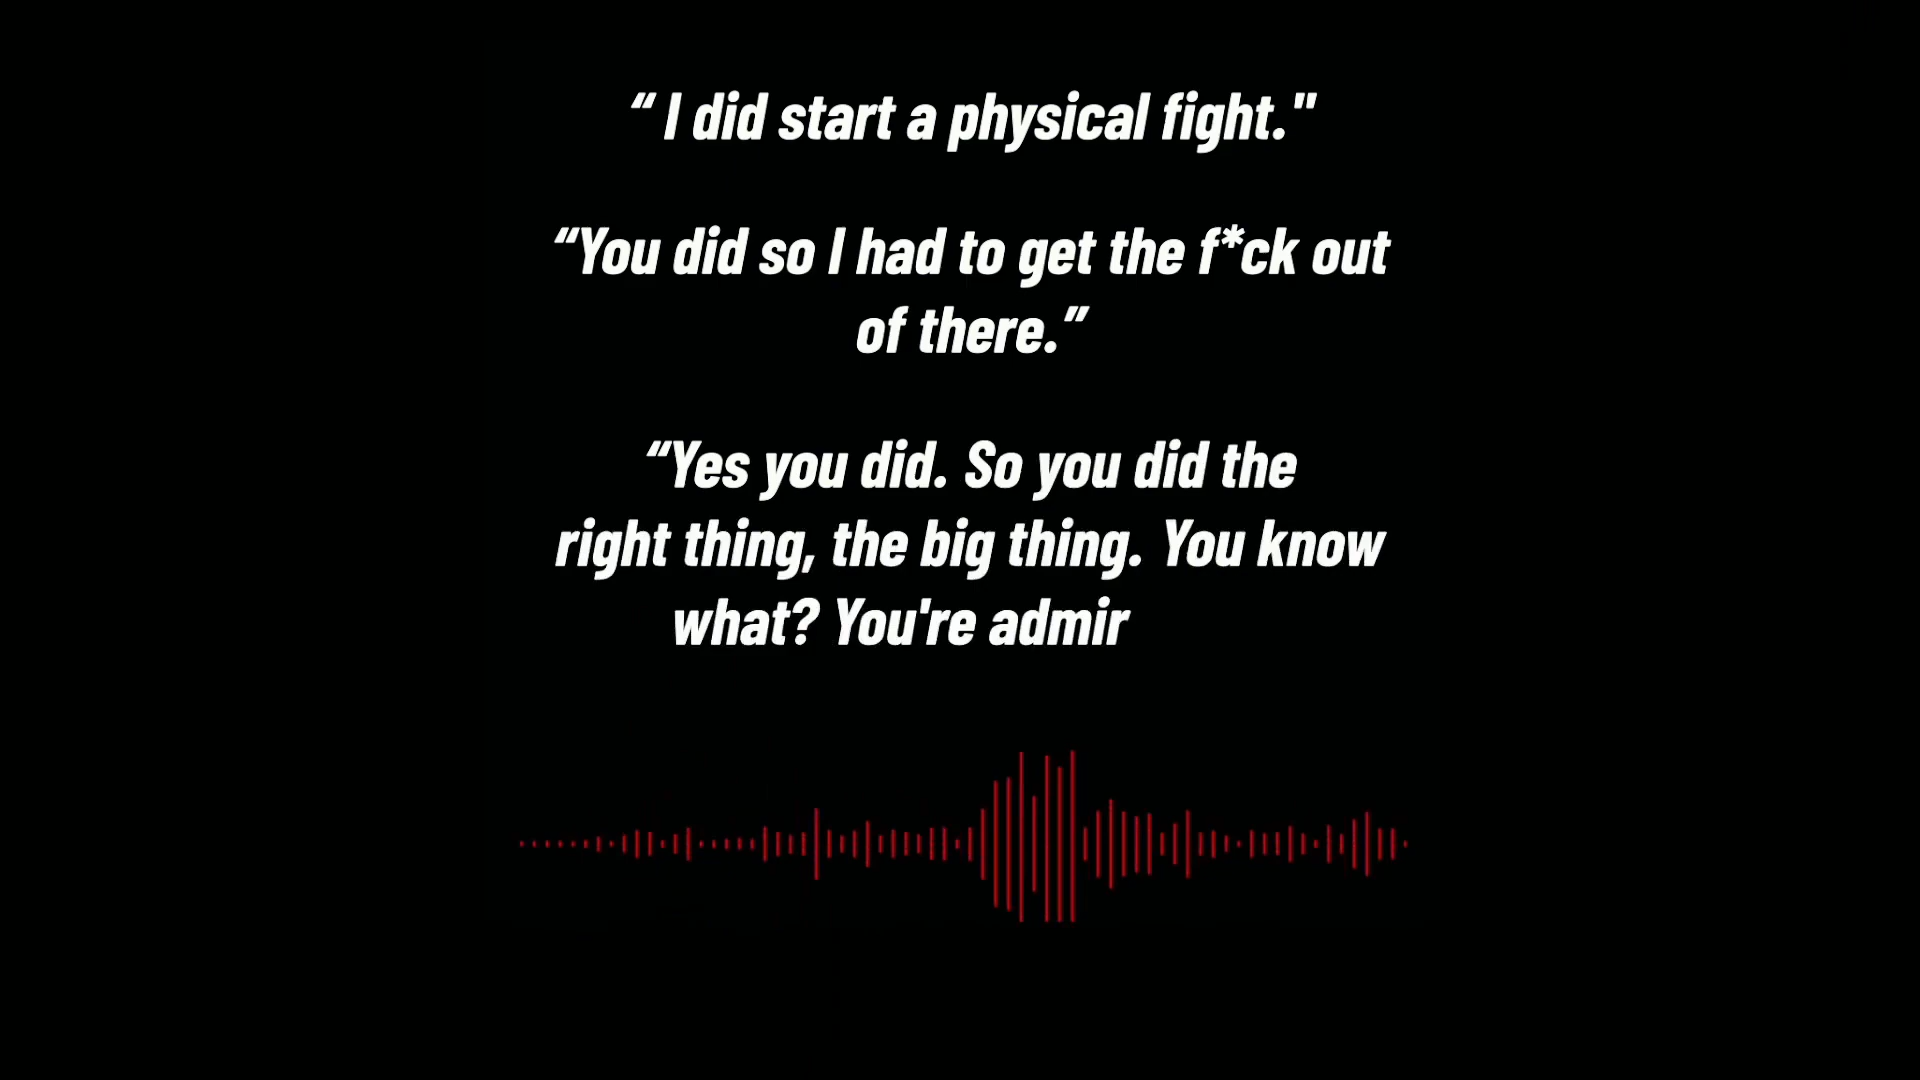 “ I did start a physical fight."
“You did so I had to get the f*ck out
of there.”
“Yes you did. So you did the
right thing, the big thing. You know
what? You're admir